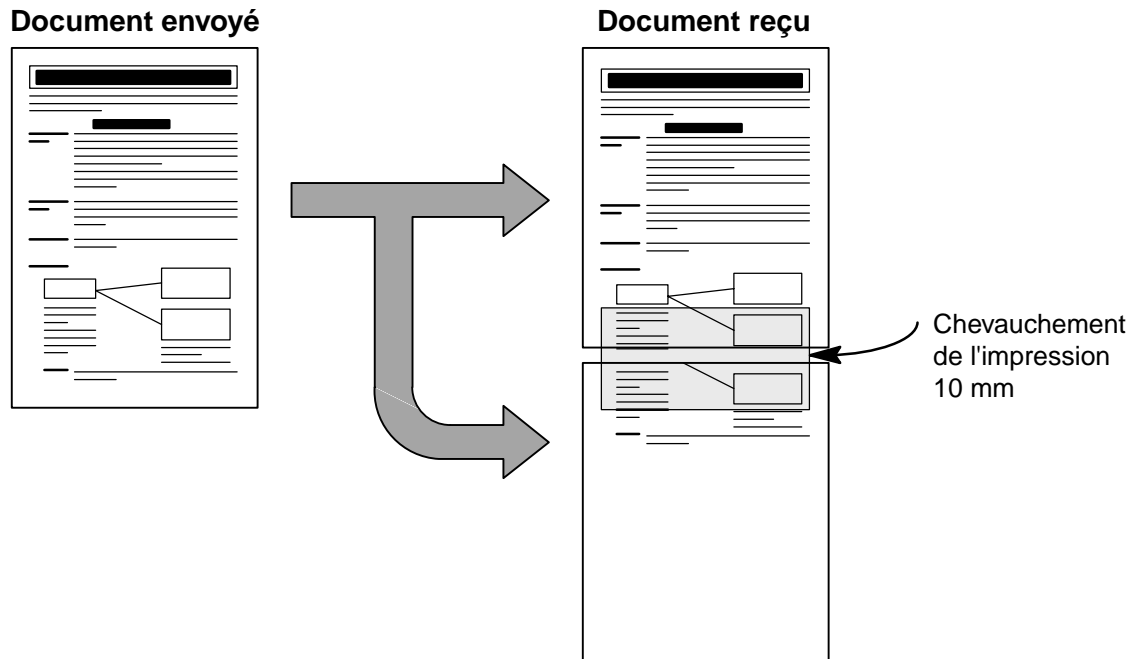 Document envoyé
Document reçu
Chevauchement
de l'impression
10 mm